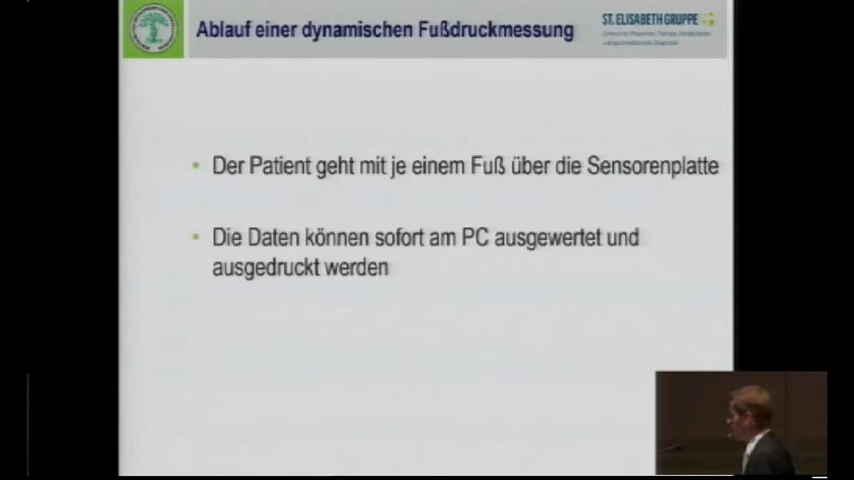 Ablauf einer dynamischen Fußdruckmessung
ST. ELISABETH GRUPPE
• Der Patient geht mit je einem Fuß über die Sensorenplatte
• Die Daten können sofort am PC ausgewertet und
ausgedruckt werden